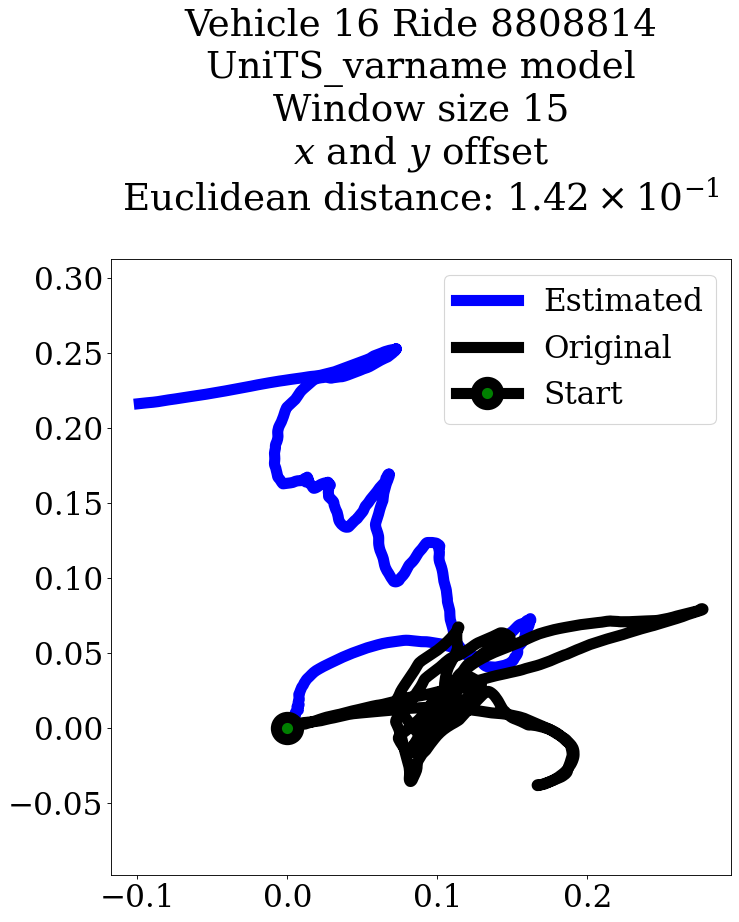 Vehicle 16 Ride 8808814
UniTS_varname model
Window size 15
x and y offset
Euclidean distance: 1.42 × 10⁻¹
0.30
0.25
0.20
0.15
0.10
0.05
0.00
−0.05
Estimated
Original
Start
−0.1
0.0
0.1
0.2